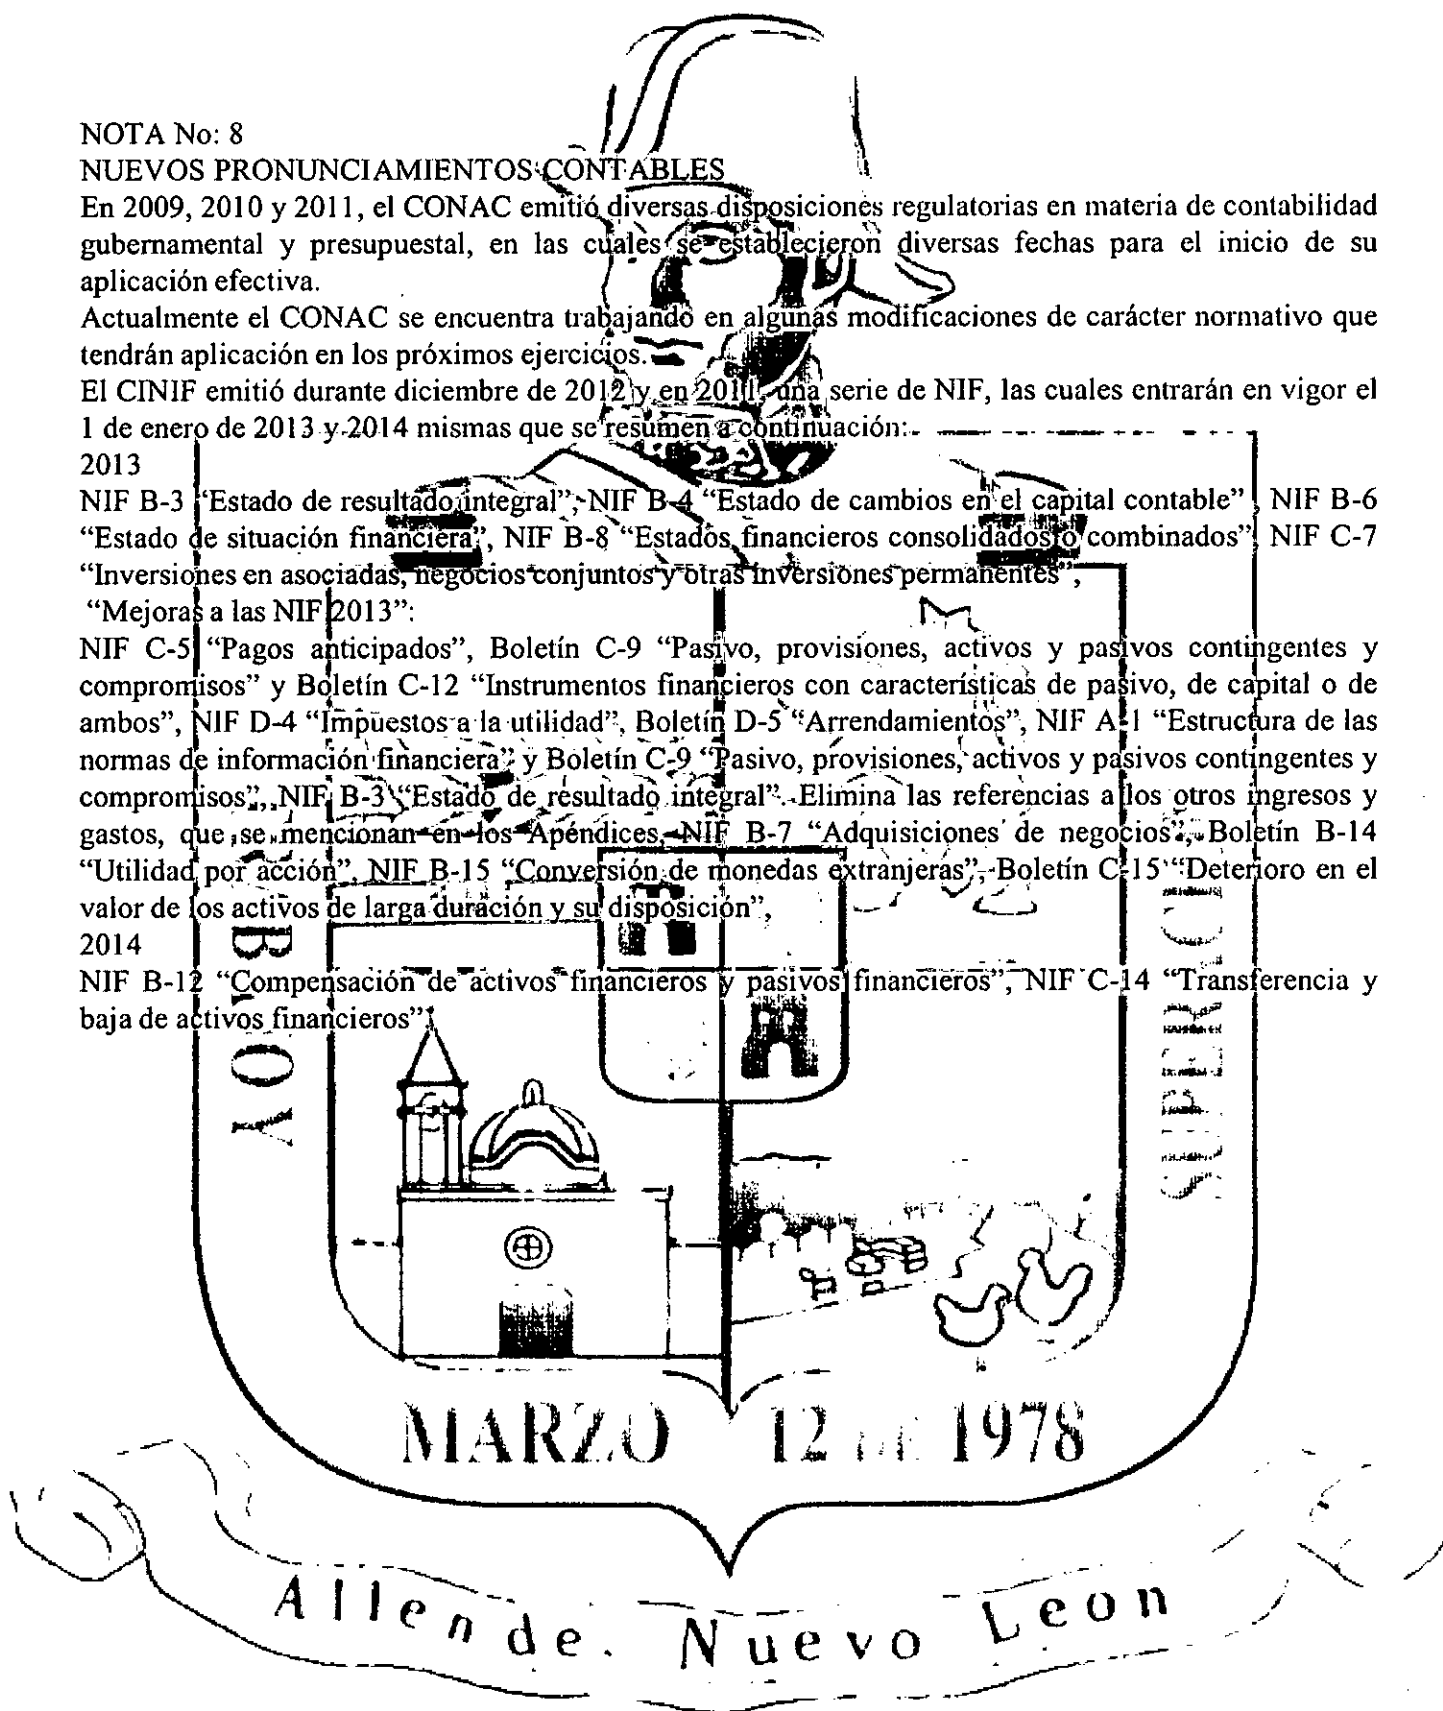 NOTA No: 8
NUEVOS PRONUNCIAMIENTOS CONTABLES
En 2009, 2010 y 2011, el CONAC emitió diversas disposiciones regulatorias en materia de contabilidad
gubernamental y presupuestal, en las cuales se establecieron diversas fechas para el inicio de su
aplicación efectiva.
Actualmente el CONAC se encuentra trabajando en algunas modificaciones de carácter normativo que
tendrán aplicación en los próximos ejercicios.
El CINIF emitió durante diciembre de 2012 y en 2011, una serie de NIF, las cuales entrarán en vigor el
1 de enero de 2013 y 2014 mismas que se resumen a continuación:
2013
NIF B-3 “Estado de resultado integral”, NIF B-4 “Estado de cambios en el capital contable” NIF B-6
“Estado de situación financiera”, NIF B-8 “Estados financieros consolidados o combinados” NIF C-7
“Inversiones en asociadas, negocios conjuntos y otras inversiones permanentes”,
“Mejoras a las NIF 2013”:
NIF C-5 “Pagos anticipados”, Boletín C-9 “Pasivo, provisiones, activos y pasivos contingentes y
compromisos” y Boletín C-12 “Instrumentos financieros con características de pasivo, de capital o de
ambos”, NIF D-4 “Impuestos a la utilidad”, Boletín D-5 “Arrendamientos”, NIF A-1 “Estructura de las
normas de información financiera” y Boletín C-9 “Pasivo, provisiones, activos y pasivos contingentes y
compromisos”, NIF B-3 “Estado de resultado integral”. Elimina las referencias a los otros ingresos y
gastos, que se mencionan en los Apéndices, NIF B-7 “Adquisiciones de negocios”, Boletín B-14
“Utilidad por acción”, NIF B-15 “Conversión de monedas extranjeras”, Boletín C-15 “Deterioro en el
valor de los activos de larga duración y su disposición”,
2014
NIF B-12 “Compensación de activos financieros y pasivos financieros”, NIF C-14 “Transferencia y
baja de activos financieros”
HOY
SUPERIOR
MARZO 12 DE 1978
Allende. Nuevo Leon